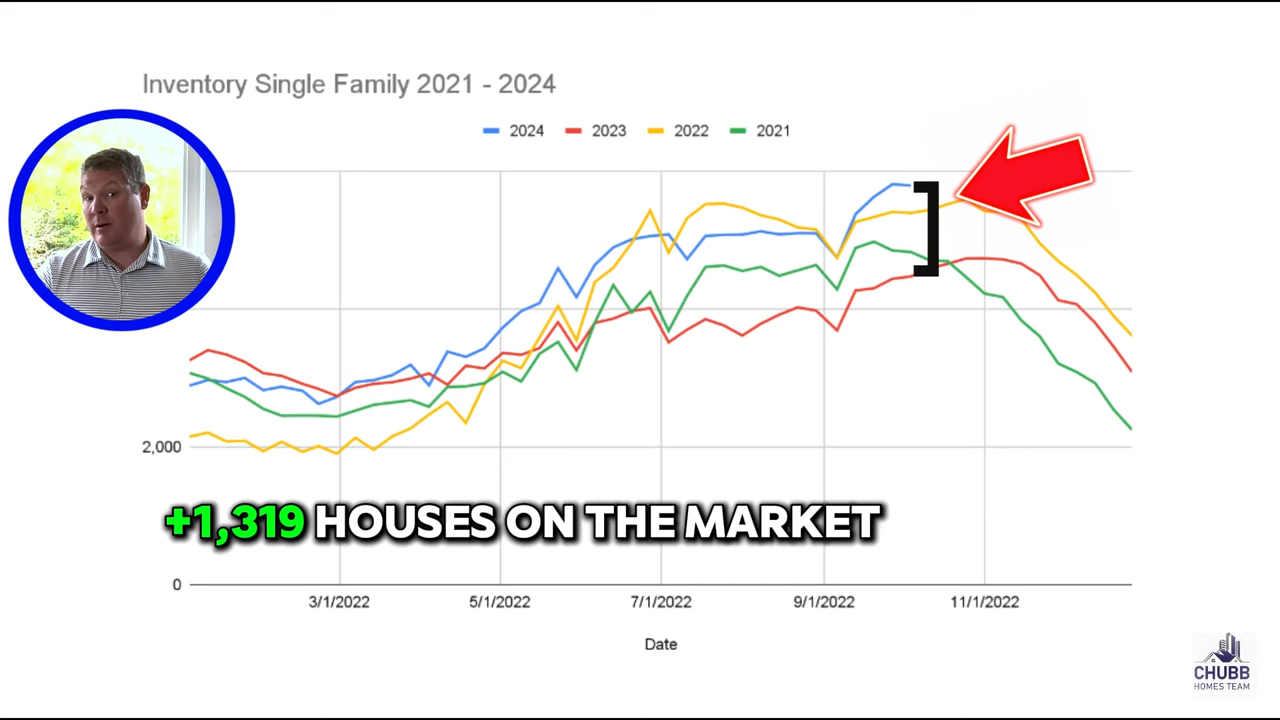 Inventory Single Family 2021 - 2024
2024 2023 2022 2021
2,000
+1,319 HOUSES ON THE MARKET
0
3/1/2022 5/1/2022 7/1/2022 9/1/2022 11/1/2022
Date
CHUBB
HOMES TEAM